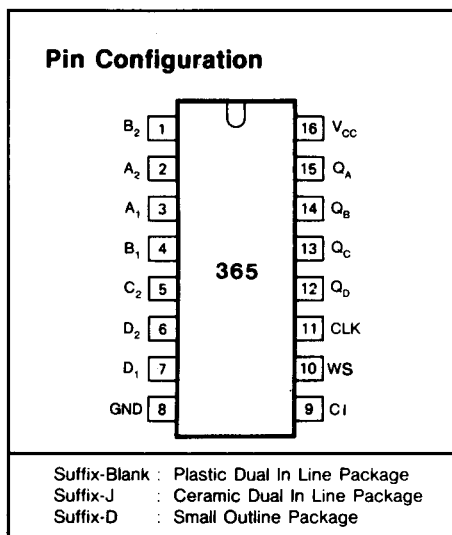 Pin Configuration
B2 1 16 VCC
A2 2 15 QA
A1 3 14 QB
B1 4 13 QC
365
C2 5 12 QD
D2 6 11 CLK
D1 7 10 WS
GND 8 9 CI
Suffix-Blank : Plastic Dual In Line Package
Suffix-J : Ceramic Dual In Line Package
Suffix-D : Small Outline Package